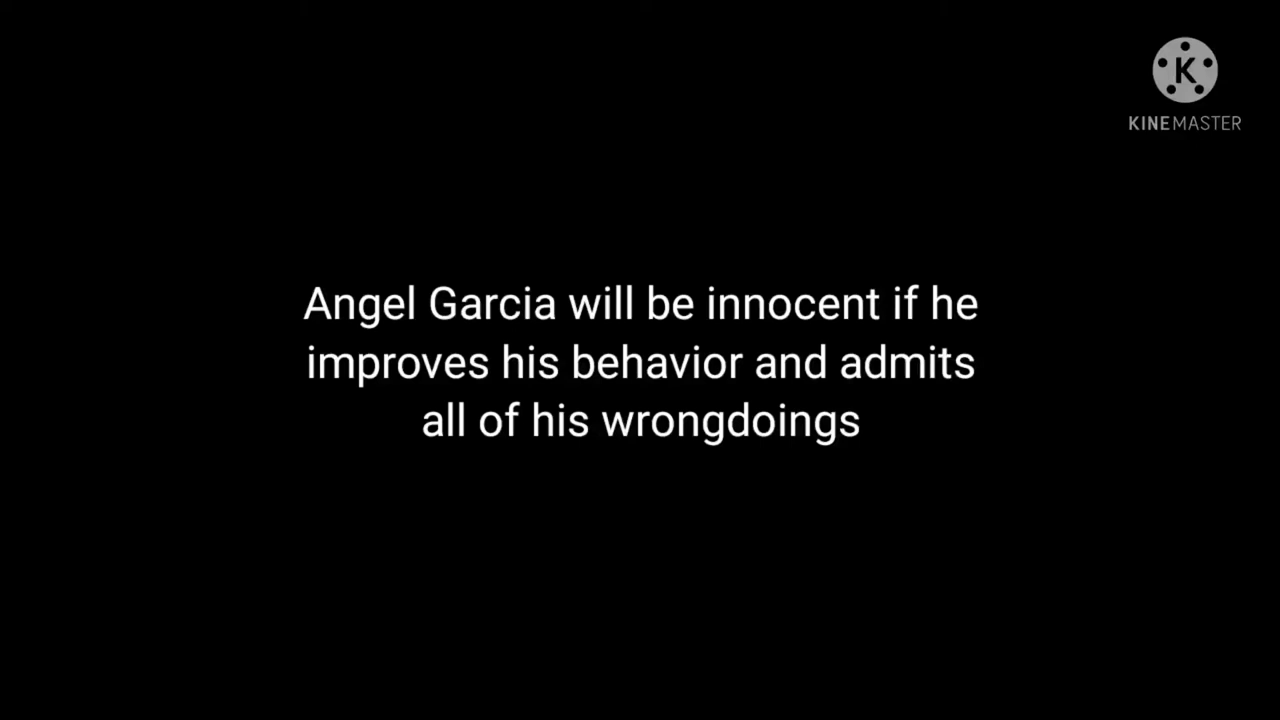 K
KINEMASTER
Angel Garcia will be innocent if he
improves his behavior and admits
all of his wrongdoings